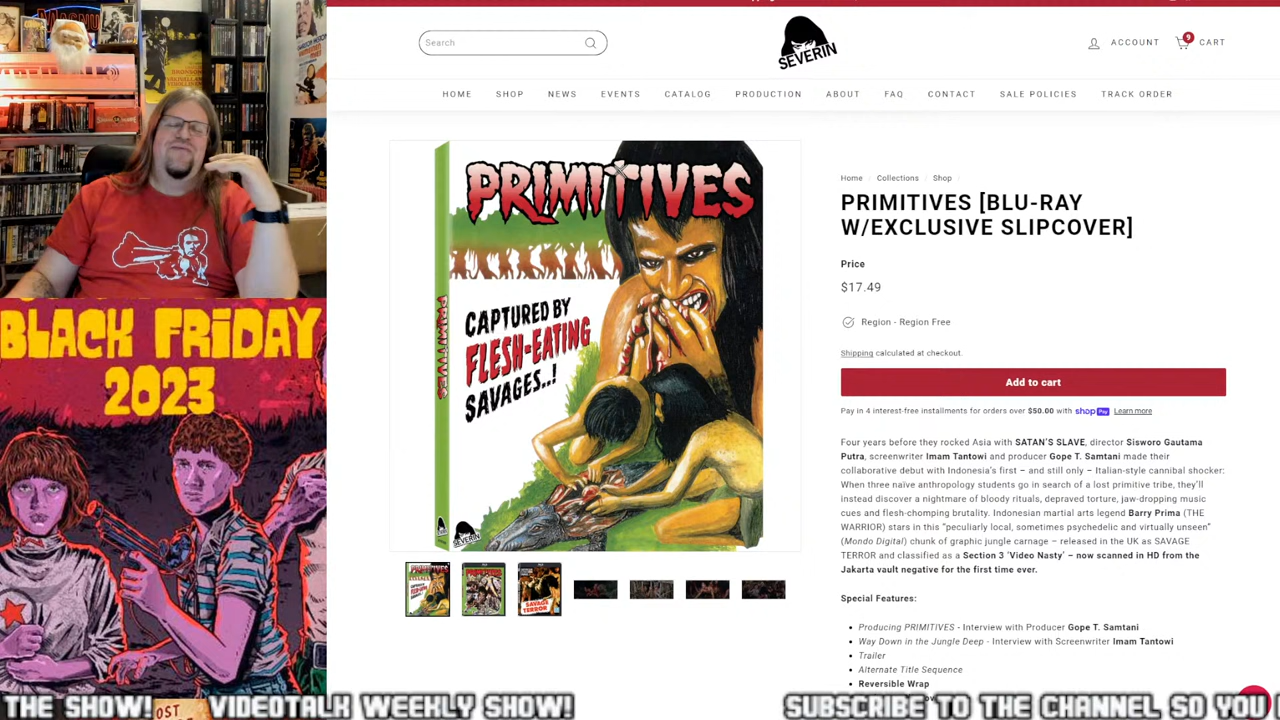 Search
SEVERIN
ACCOUNT
9
CART
HOME
SHOP
NEWS
EVENTS
CATALOG
PRODUCTION
ABOUT
FAQ
CONTACT
SALE POLICIES
TRACK ORDER
PRIMITIVES
CAPTURED BY
FLESH-EATING
SAVAGES..!
PRIMITIVES
SEVERIN
Home / Collections / Shop /
PRIMITIVES [BLU-RAY
W/EXCLUSIVE SLIPCOVER]
Price
$17.49
Region - Region Free
Shipping calculated at checkout.
Add to cart
Pay in 4 interest-free installments for orders over $50.00 with shop Pay Learn more
Four years before they rocked Asia with SATAN'S SLAVE, director Sisworo Gautama
Putra, screenwriter Imam Tantowi and producer Gope T. Samtani made their
collaborative debut with Indonesia's first – and still only – Italian-style cannibal shocker:
When three naïve anthropology students go in search of a lost primitive tribe, they'll
instead discover a nightmare of bloody rituals, depraved torture, jaw-dropping music
cues and flesh-chomping brutality. Indonesian martial arts legend Barry Prima (THE
WARRIOR) stars in this "peculiarly local, sometimes psychedelic and virtually unseen"
(Mondo Digital) chunk of graphic jungle carnage – released in the UK as SAVAGE
TERROR and classified as a Section 3 'Video Nasty' – now scanned in HD from the
Jakarta vault negative for the first time ever.
Special Features:
Producing PRIMITIVES - Interview with Producer Gope T. Samtani
Way Down in the Jungle Deep - Interview with Screenwriter Imam Tantowi
Trailer
Alternate Title Sequence
Reversible Wrap
BLACK FRIDAY
2023
THE SHOW! VIDEOTALK WEEKLY SHOW! SUBSCRIBE TO THE CHANNEL SO YOU